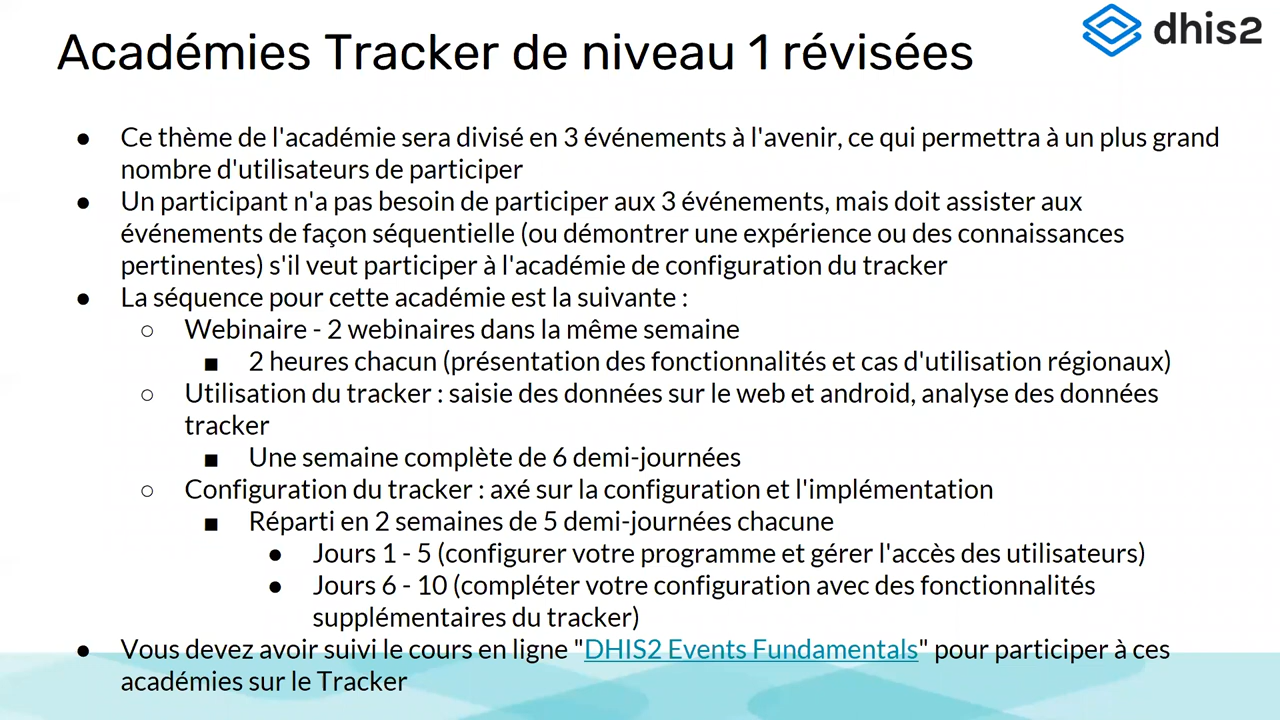 Académies Tracker de niveau 1 révisées
dhis2
● Ce thème de l'académie sera divisé en 3 événements à l'avenir, ce qui permettra à un plus grand
nombre d'utilisateurs de participer
● Un participant n'a pas besoin de participer aux 3 événements, mais doit assister aux
événements de façon séquentielle (ou démontrer une expérience ou des connaissances
pertinentes) s'il veut participer à l'académie de configuration du tracker
● La séquence pour cette académie est la suivante :
○ Webinaire - 2 webinaires dans la même semaine
■ 2 heures chacun (présentation des fonctionnalités et cas d'utilisation régionaux)
○ Utilisation du tracker : saisie des données sur le web et android, analyse des données
tracker
■ Une semaine complète de 6 demi-journées
○ Configuration du tracker : axé sur la configuration et l'implémentation
■ Réparti en 2 semaines de 5 demi-journées chacune
● Jours 1 - 5 (configurer votre programme et gérer l'accès des utilisateurs)
● Jours 6 - 10 (compléter votre configuration avec des fonctionnalités
supplémentaires du tracker)
● Vous devez avoir suivi le cours en ligne "DHIS2 Events Fundamentals" pour participer à ces
académies sur le Tracker